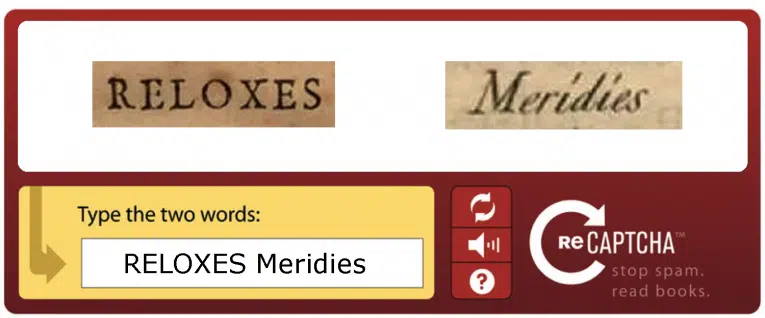 RELOXES Meridies
Type the two words:
RELOXES Meridies
ReCAPTCHA™
stop spam.
read books.
?